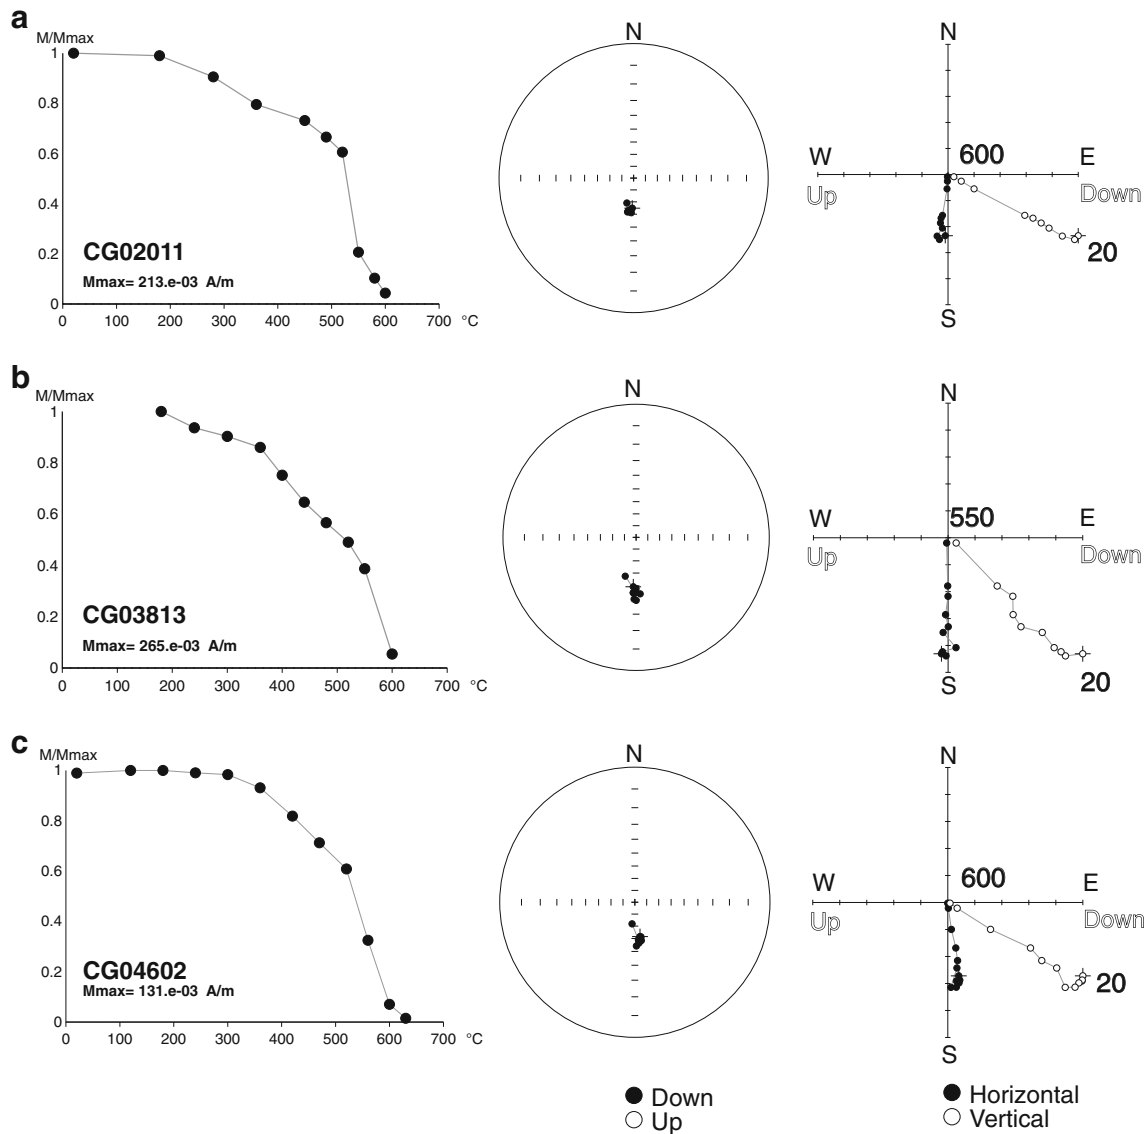 a
M/Mmax
1
0.8
0.6
0.4
0.2
0
CG02011
Mmax= 213.e-03 A/m
0 100 200 300 400 500 600 700 °C
N
N
W 600 E
Up Down
20
S
b
M/Mmax
1
0.8
0.6
0.4
0.2
0
CG03813
Mmax= 265.e-03 A/m
0 100 200 300 400 500 600 700 °C
N
N
W 550 E
Up Down
20
S
c
M/Mmax
1
0.8
0.6
0.4
0.2
0
CG04602
Mmax= 131.e-03 A/m
0 100 200 300 400 500 600 700 °C
N
N
W 600 E
Up Down
20
S
Down
Up
Horizontal
Vertical